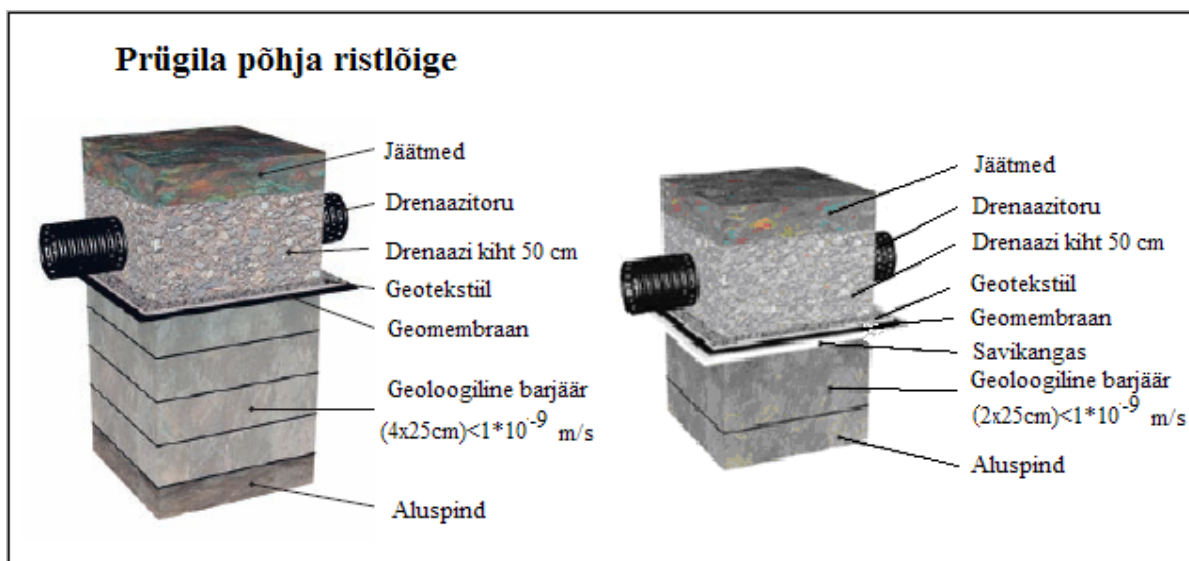 Prügila põhja ristlõige
Jäätmed
Drenaazitoru
Drenaazi kiht 50 cm
Geotekstiil
Geomembraan
Geoloogiline barjäär
(4x25cm)<1*10⁻⁹ m/s
Aluspind
Jäätmed
Drenaazitoru
Drenaazi kiht 50 cm
Geotekstiil
Geomembraan
Savikangas
Geoloogiline barjäär
(2x25cm)<1*10⁻⁹ m/s
Aluspind